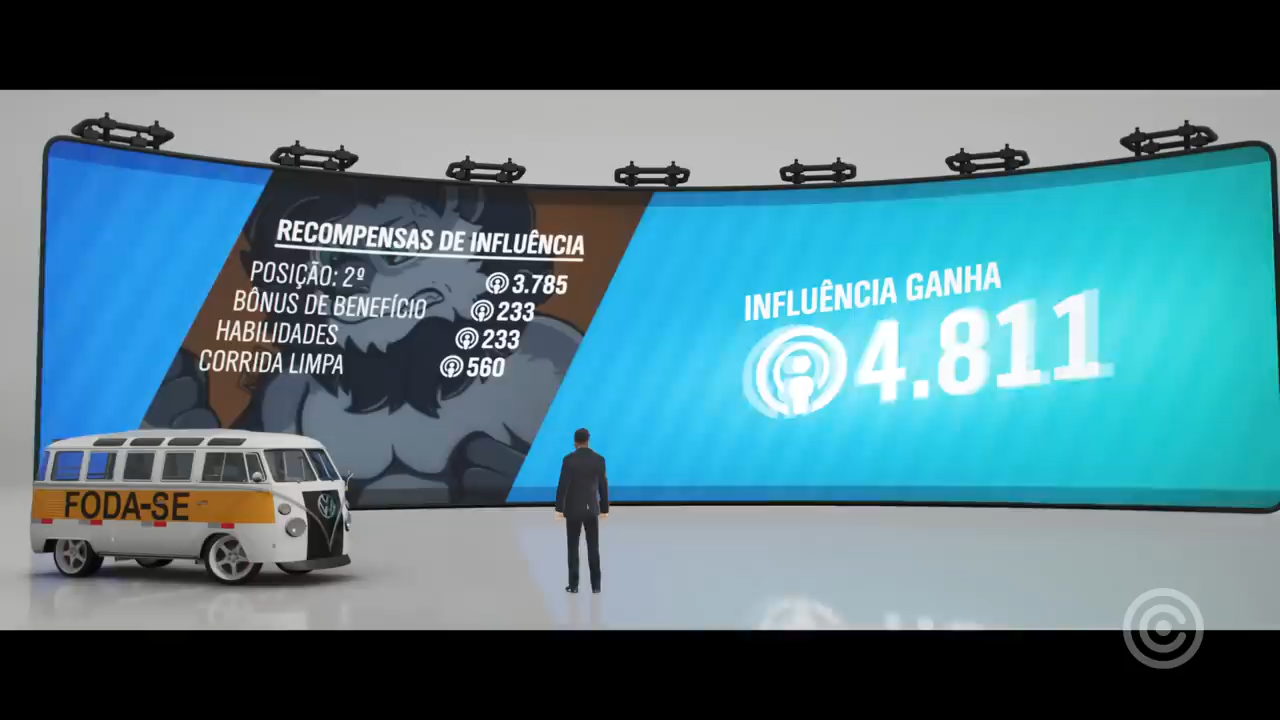 RECOMPENSAS DE INFLUÊNCIA
POSIÇÃO: 2º 3.785
BÔNUS DE BENEFÍCIO 233
HABILIDADES 233
CORRIDA LIMPA 560
INFLUÊNCIA GANHA
4.811
FODA-SE